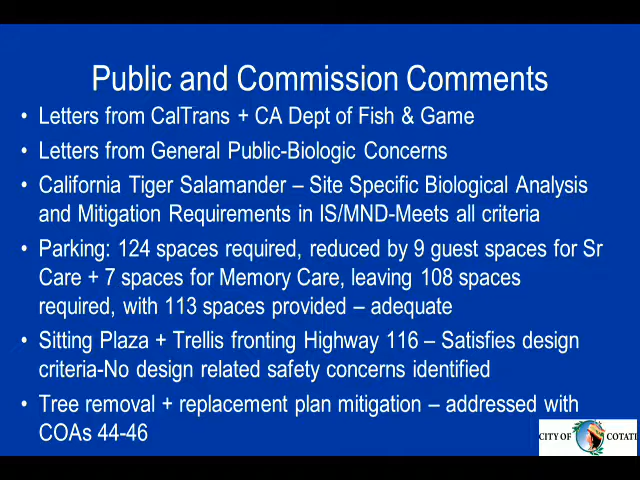 Public and Commission Comments
• Letters from CalTrans + CA Dept of Fish & Game
• Letters from General Public-Biologic Concerns
• California Tiger Salamander – Site Specific Biological Analysis
and Mitigation Requirements in IS/MND-Meets all criteria
• Parking: 124 spaces required, reduced by 9 guest spaces for Sr
Care + 7 spaces for Memory Care, leaving 108 spaces
required, with 113 spaces provided – adequate
• Sitting Plaza + Trellis fronting Highway 116 – Satisfies design
criteria-No design related safety concerns identified
• Tree removal + replacement plan mitigation – addressed with
COAs 44-46
CITY OF COTATI